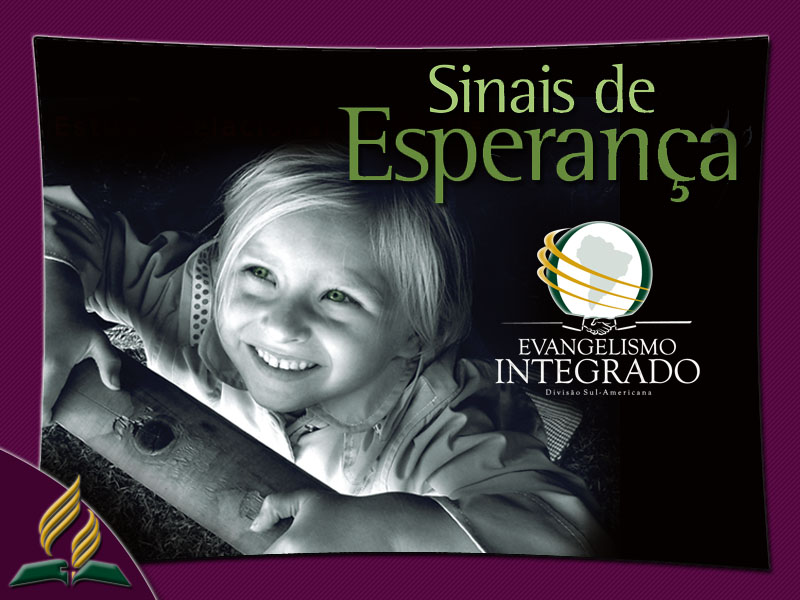 Sinais de
Esperança
EVANGELISMO
INTEGRADO
Divisão Sul-Americana